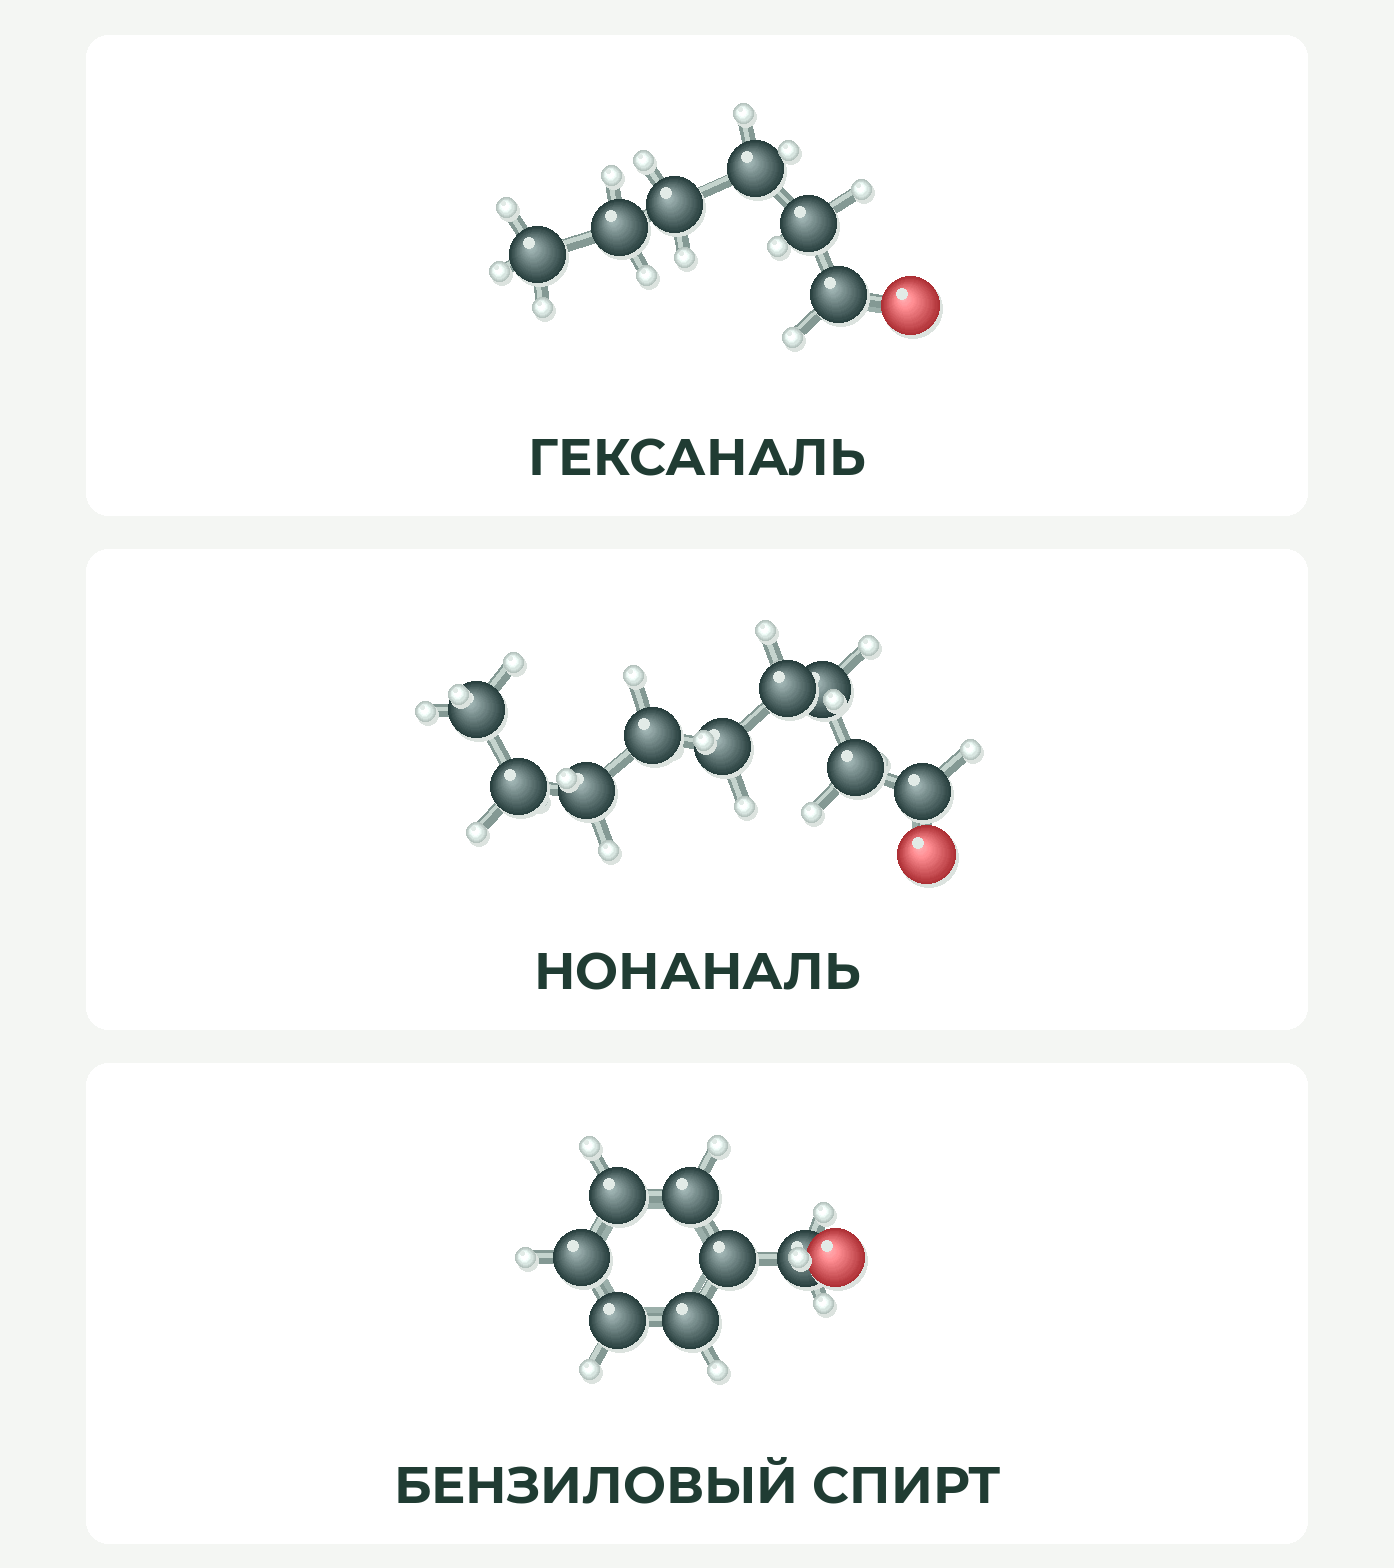 ГЕКСАНАЛЬ
НОНАНАЛЬ
БЕНЗИЛОВЫЙ СПИРТ